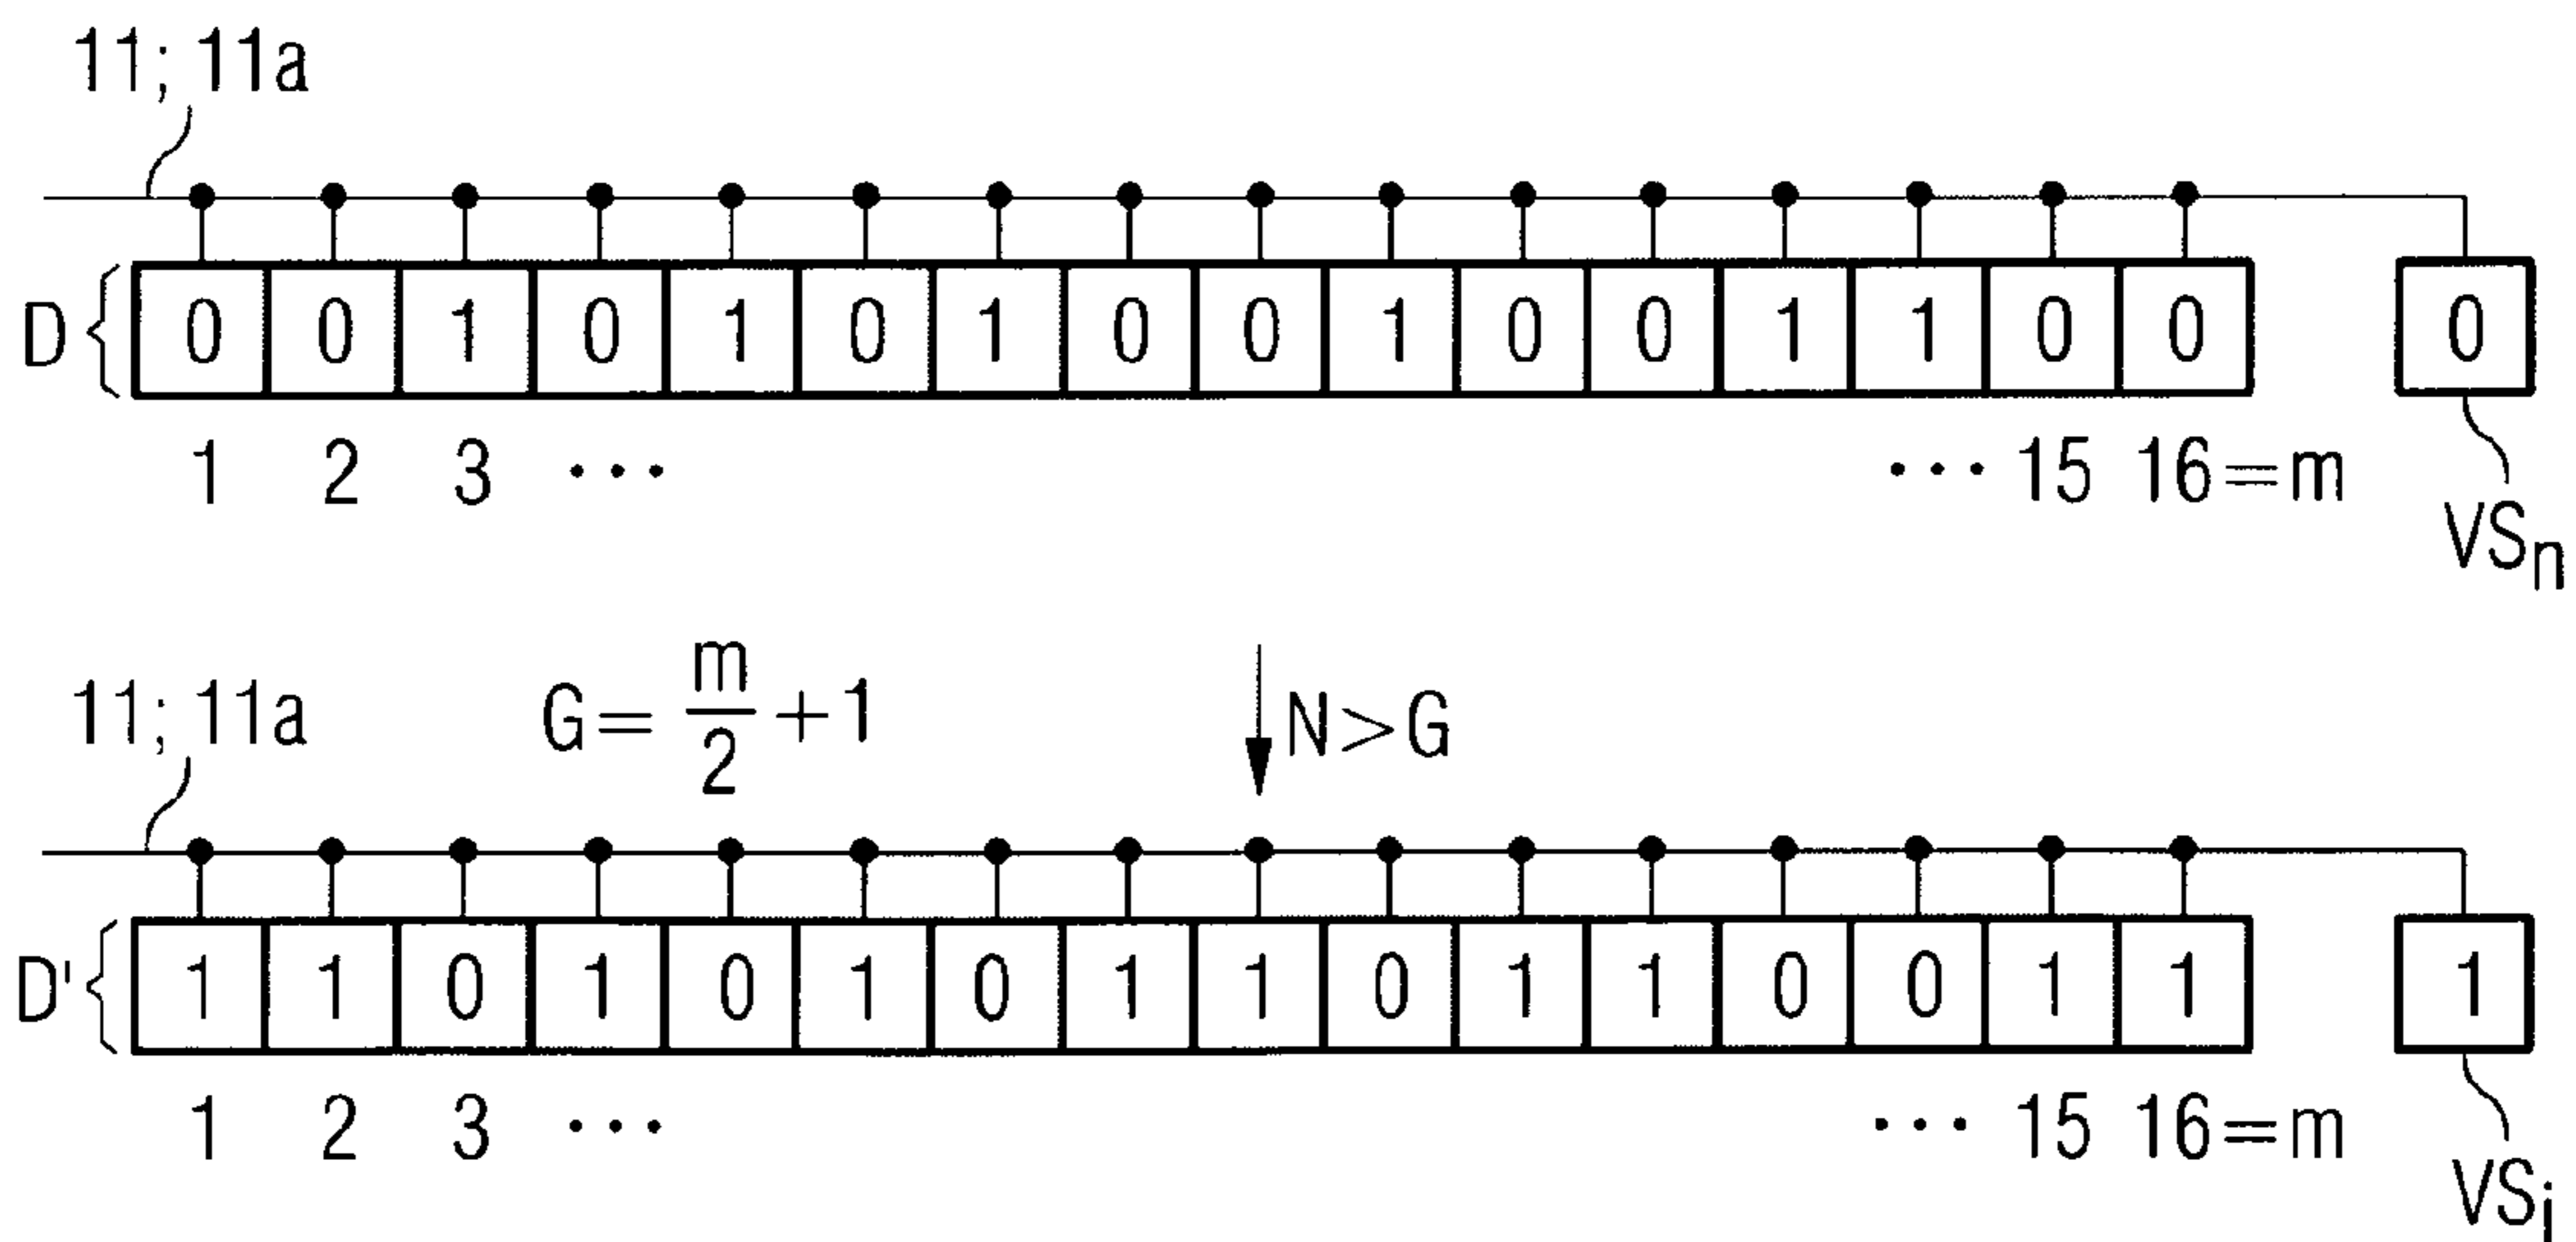 11; 11a
D { 0 0 1 0 1 0 1 0 0 1 0 0 1 1 0 0 0
1 2 3 ... ... 15 16=m
VSn
11; 11a G= m/2 +1 N>G
D' { 1 1 0 1 0 1 0 1 1 0 1 1 0 0 1 1 1
1 2 3 ... ... 15 16=m
VSi